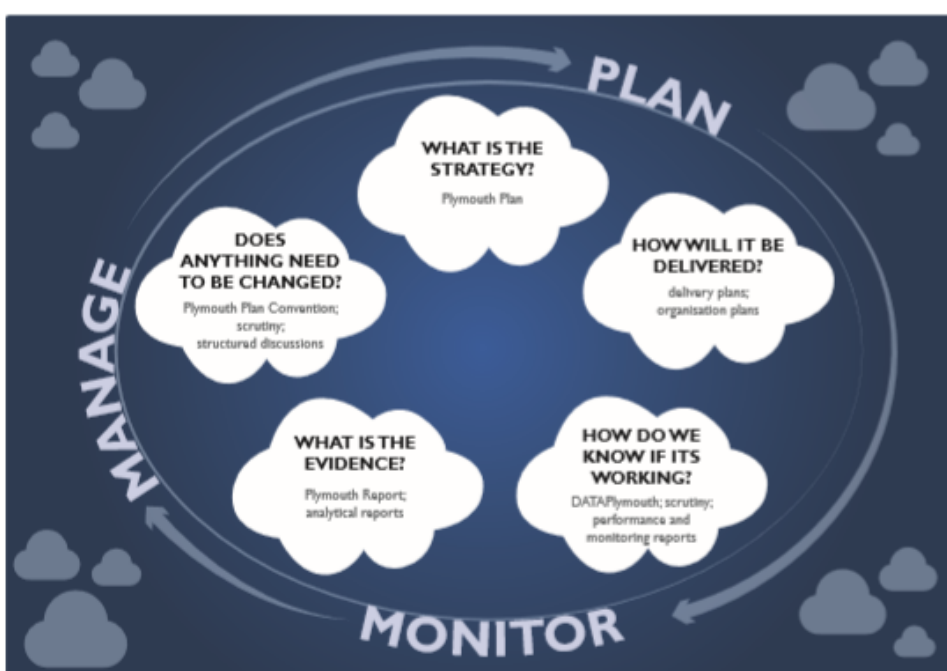 PLAN
WHAT IS THE
STRATEGY?
Plymouth Plan
HOW WILL IT BE
DELIVERED?
delivery plans;
organisation plans
HOW DO WE
KNOW IF ITS
WORKING?
DATAPlymouth; scrutiny;
performance and
monitoring reports
MONITOR
WHAT IS THE
EVIDENCE?
Plymouth Report;
analytical reports
MANAGE
DOES
ANYTHING NEED
TO BE CHANGED?
Plymouth Plan Convention;
scrutiny;
structured discussions